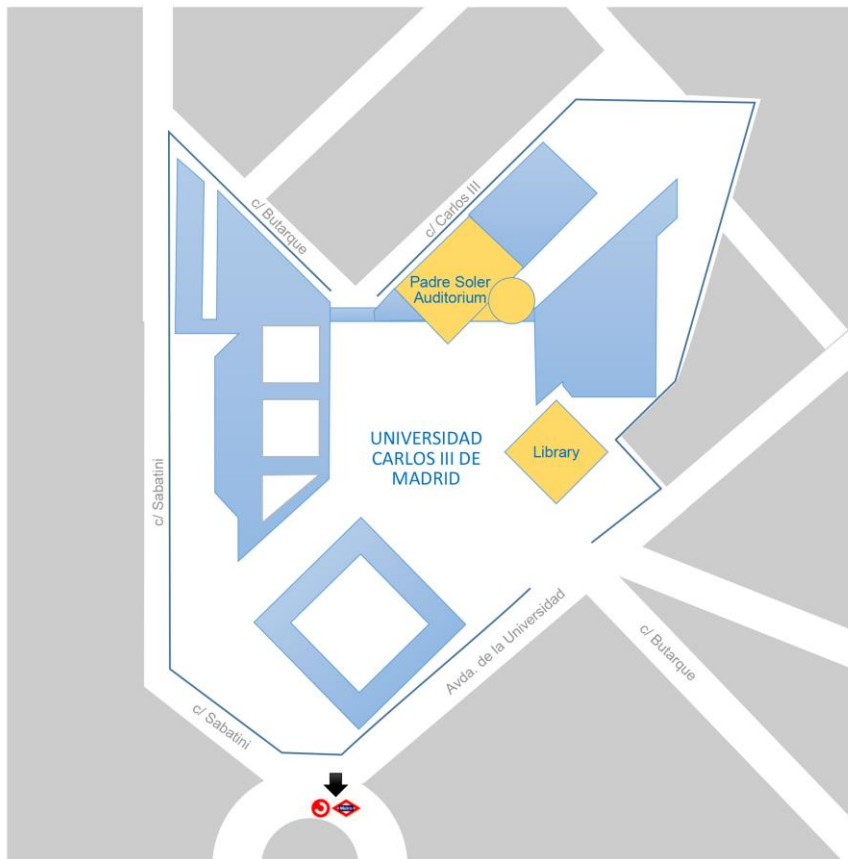 c/ Butarque
c/ Carlos III
Padre Soler
Auditorium
UNIVERSIDAD
CARLOS III DE
MADRID
Library
c/ Sabatini
Avda. de la Universidad
c/ Butarque
c/ Sabatini
Metro